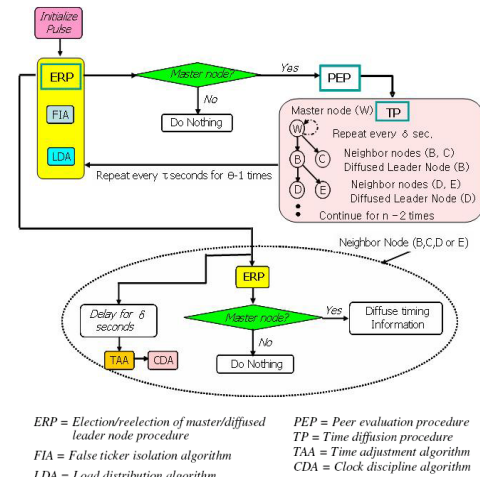 Initialize
Pulse
ERP
Master node?
Yes
PEP
No
Do Nothing
FIA
LDA
Master node (W)
TP
W
Repeat every δ sec.
B
C
Neighbor nodes (B, C)
Diffused Leader Node (B)
D
E
Neighbor nodes (D, E)
Diffused Leader Node (D)
Continue for n – 2 times
Repeat every τ seconds for θ-1 times
Neighbor Node (B,C,D or E)
ERP
Delay for δ
seconds
Master node?
Yes
Diffuse timing
Information
No
Do Nothing
TAA
CDA
ERP = Election/reelection of master/diffused
leader node procedure
FIA = False ticker isolation algorithm
LDA = Load distribution algorithm
PEP = Peer evaluation procedure
TP = Time diffusion procedure
TAA = Time adjustment algorithm
CDA = Clock discipline algorithm